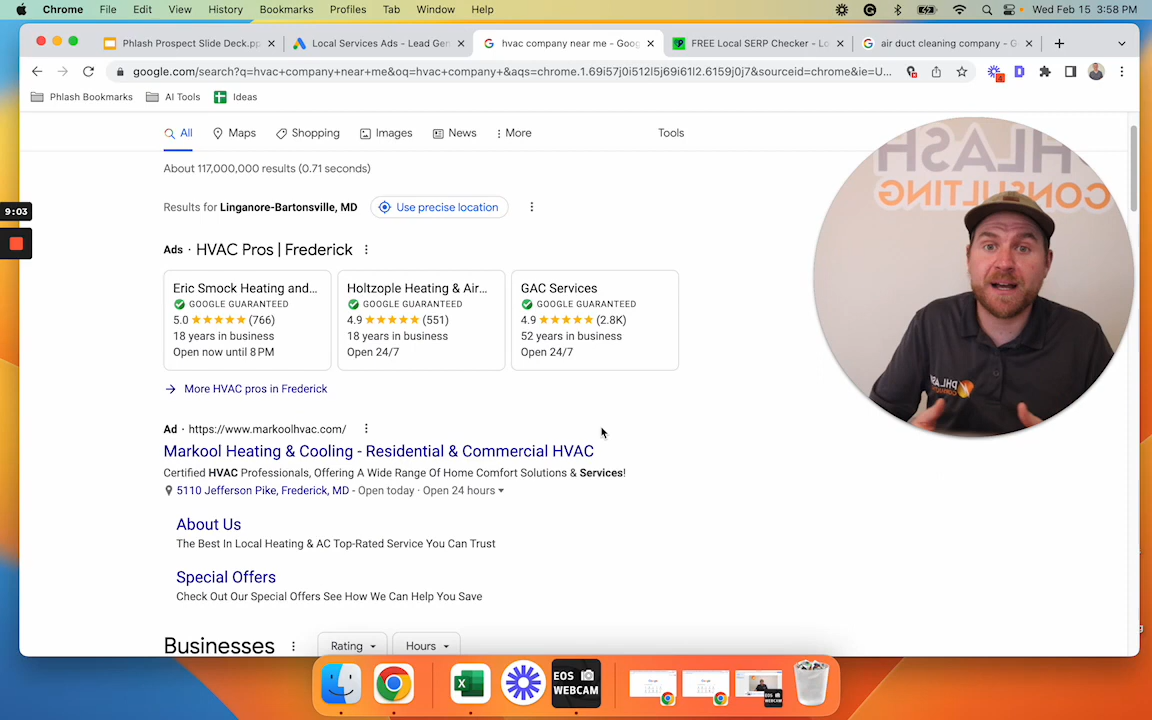 Chrome File Edit View History Bookmarks Profiles Tab Window Help Wed Feb 15 3:58 PM
Phlash Prospect Slide Deck.pp Local Services Ads - Lead Gen hvac company near me - Goog FREE Local SERP Checker - Lo air duct cleaning company - G
google.com/search?q=hvac+company+near+me&oq=hvac+company+&aqs=chrome.1.69i57j0i512l5j69i61l2.6159j0j7&sourceid=chrome&ie=U...
4
Phlash Bookmarks AI Tools Ideas
All Maps Shopping Images News More Tools
About 117,000,000 results (0.71 seconds)
PHLASH
CONSULTING
9:03
Results for Linganore-Bartonsville, MD Use precise location
Ads · HVAC Pros | Frederick
Eric Smock Heating and...
GOOGLE GUARANTEED
5.0 (766)
18 years in business
Open now until 8 PM
Holtzople Heating & Air...
GOOGLE GUARANTEED
4.9 (551)
18 years in business
Open 24/7
GAC Services
GOOGLE GUARANTEED
4.9 (2.8K)
52 years in business
Open 24/7
PHLASH
More HVAC pros in Frederick
Ad · https://www.markoolhvac.com/
Markool Heating & Cooling - Residential & Commercial HVAC
Certified HVAC Professionals, Offering A Wide Range Of Home Comfort Solutions & Services!
5110 Jefferson Pike, Frederick, MD - Open today · Open 24 hours
About Us
The Best In Local Heating & AC Top-Rated Service You Can Trust
Special Offers
Check Out Our Special Offers See How We Can Help You Save
Businesses Rating Hours
EOS
WEBCAM